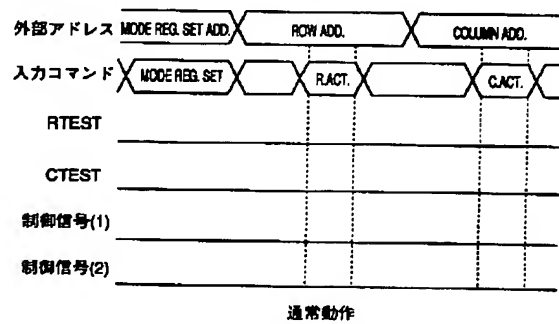 外部アドレス MODE REG. SET ADD. ROW ADD. COLUMN ADD.
入力コマンド MODE REG. SET R.ACT. C.ACT.
RTEST
CTEST
制御信号(1)
制御信号(2)
通常動作